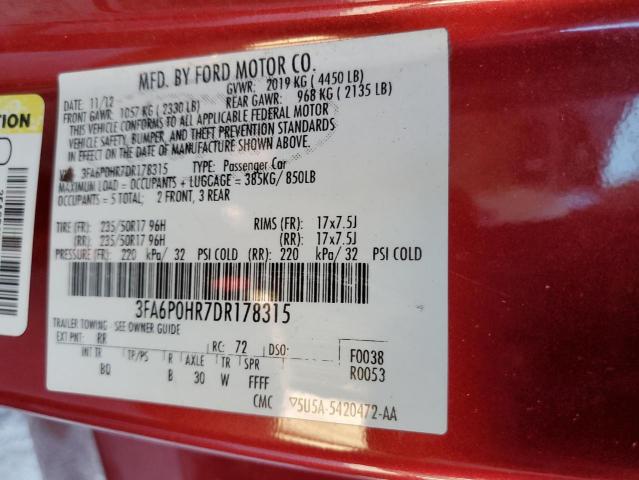 MFD. BY FORD MOTOR CO.
DATE: 11/12 GVWR: 2019 KG ( 4450 LB)
FRONT GAWR: 1057 KG ( 2330 LB) REAR GAWR: 968 KG ( 2135 LB)
THIS VEHICLE CONFORMS TO ALL APPLICABLE FEDERAL MOTOR
VEHICLE SAFETY, BUMPER, AND THEFT PREVENTION STANDARDS
IN EFFECT ON THE DATE OF MANUFACTURE SHOWN ABOVE.
3FA6P0HR7DR178315 TYPE: Passenger Car
MAXIMUM LOAD = OCCUPANTS + LUGGAGE = 385KG/ 850LB
OCCUPANTS = 5 TOTAL; 2 FRONT, 3 REAR
TIRE (FR): 235/50R17 96H RIMS (FR): 17x7.5J
(RR): 235/50R17 96H (RR): 17x7.5J
PRESSURE (FR): 220 kPa/ 32 PSI COLD (RR): 220 kPa/ 32 PSI COLD
3FA6P0HR7DR178315
TRAILER TOWING - SEE OWNER GUIDE
EXT PNT: RR RC: 72 DSO: F0038
INT TR TP/PS R AXLE TR SPR R0053
BQ B 30 W FFFF
CMC ▽5U5A-5420472-AA